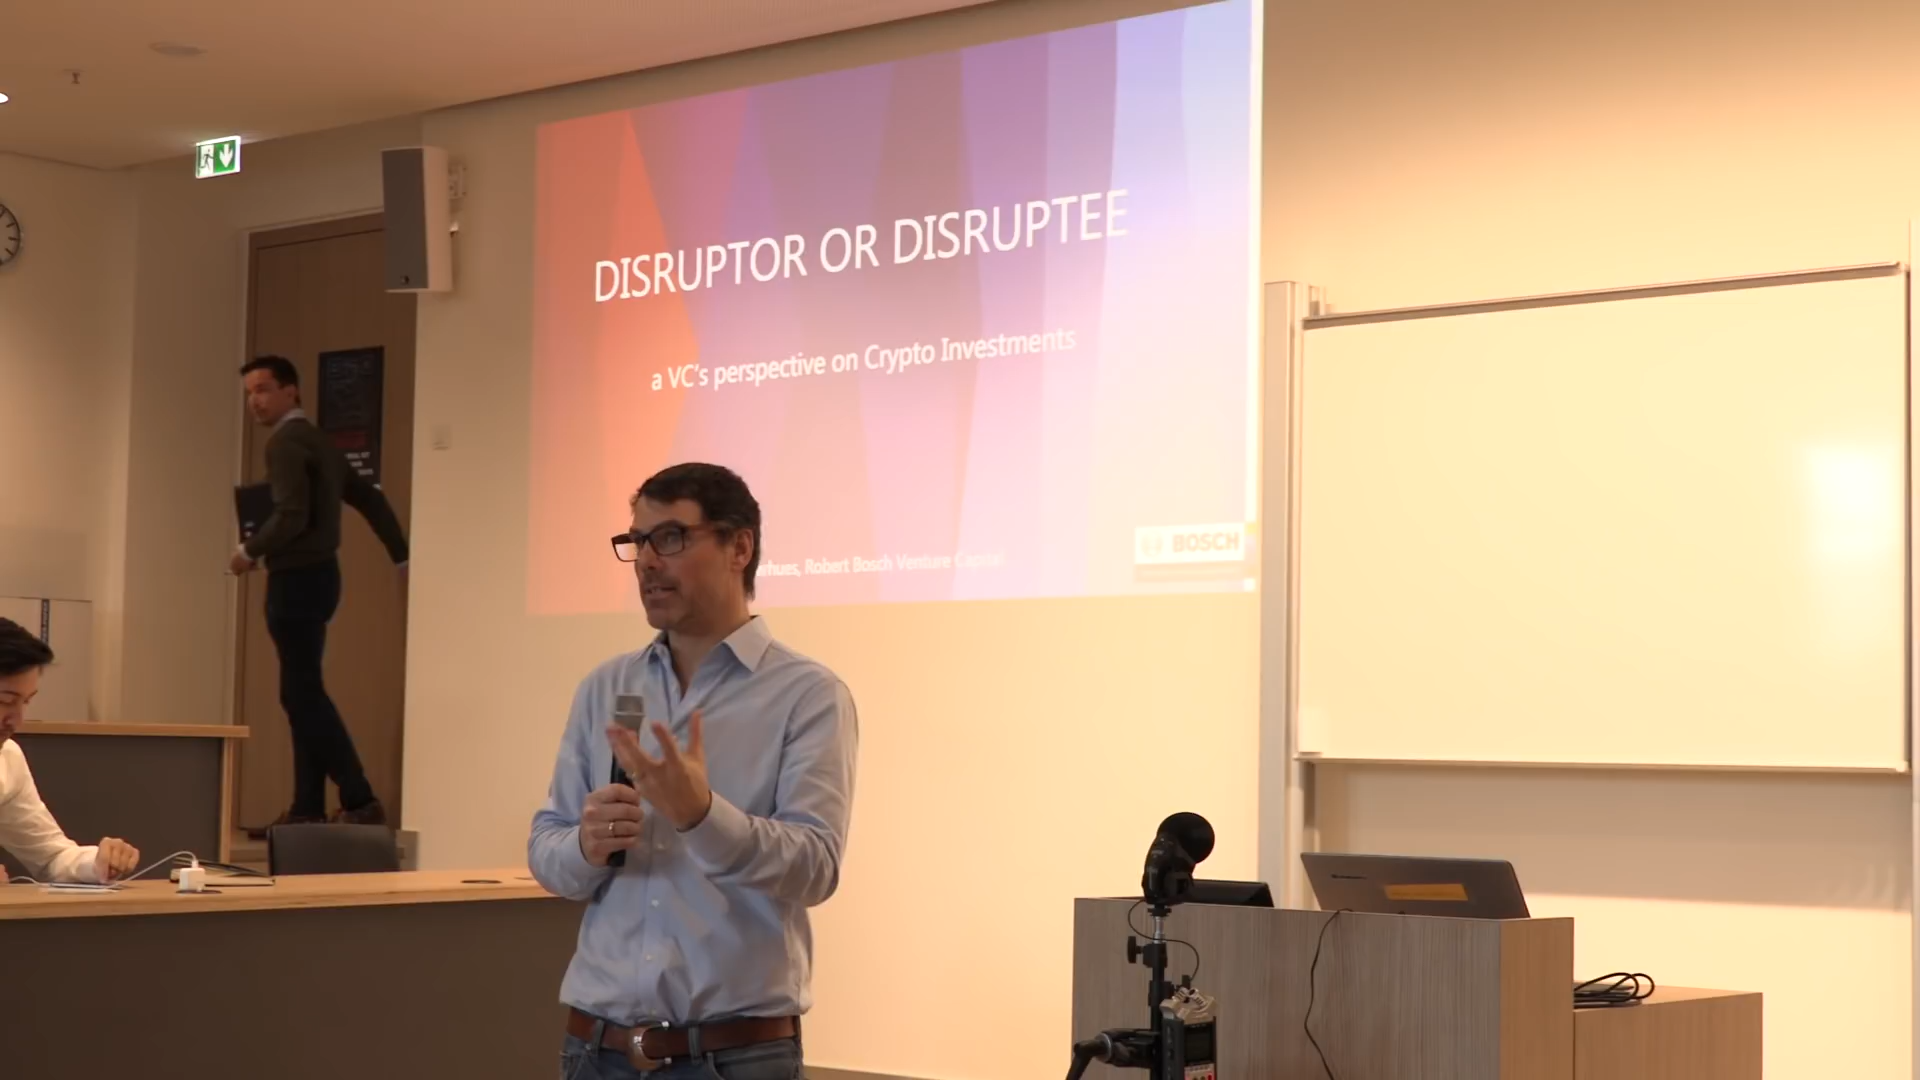 DISRUPTOR OR DISRUPTEE
a VC's perspective on Crypto Investments
Robert Bosch Venture Capital
BOSCH